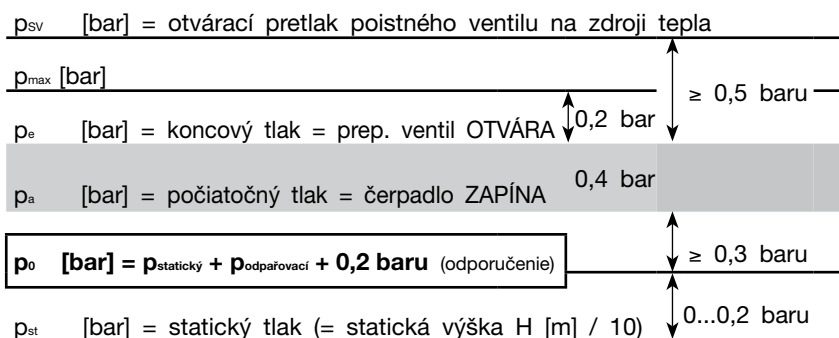 pSV [bar] = otvárací pretlak poistného ventilu na zdroji tepla
pmax [bar]
≥ 0,5 baru
0,2 bar
pe [bar] = koncový tlak = prep. ventil OTVÁRA
0,4 bar
pa [bar] = počiatočný tlak = čerpadlo ZAPÍNA
p0 [bar] = pstatický + podpařovací + 0,2 baru (odporučenie)
≥ 0,3 baru
0...0,2 baru
pst [bar] = statický tlak (= statická výška H [m] / 10)